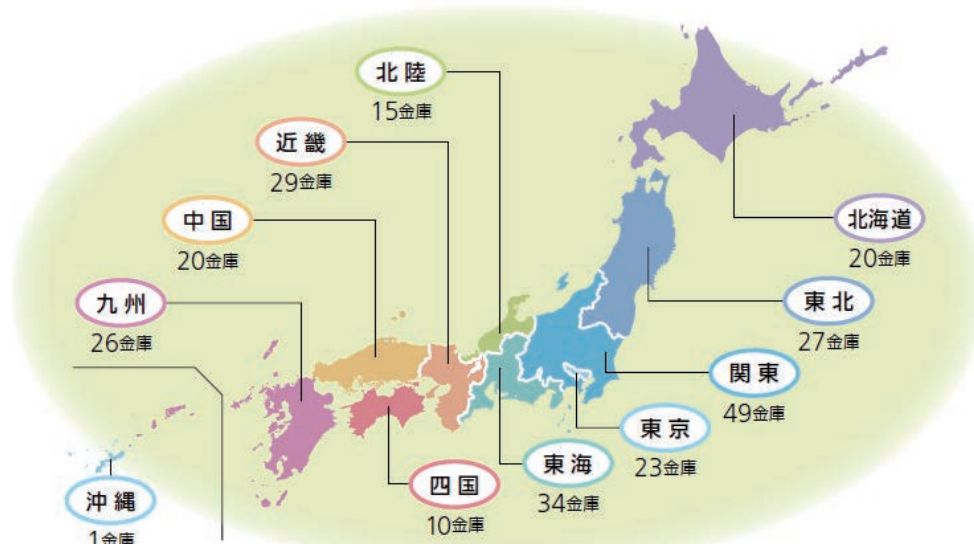 北陸
15金庫
近畿
29金庫
中国
20金庫
九州
26金庫
北海道
20金庫
東北
27金庫
関東
49金庫
東京
23金庫
東海
34金庫
四国
10金庫
沖縄
1金庫